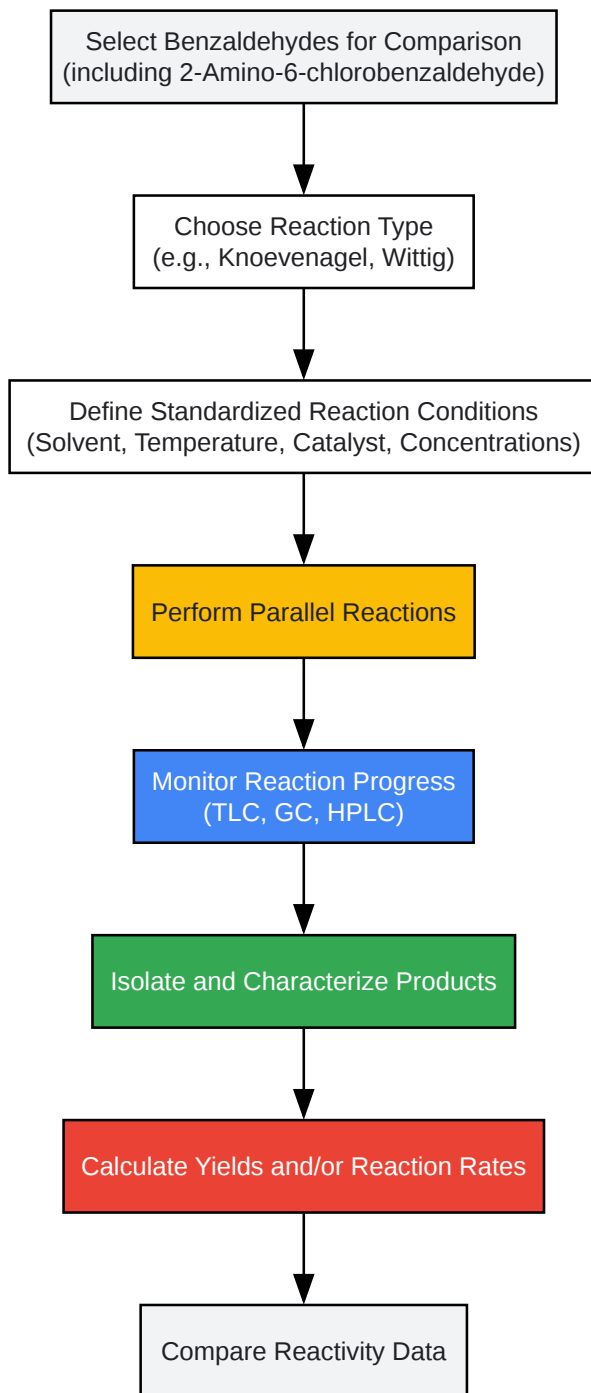 Select Benzaldehydes for Comparison
(including 2-Amino-6-chlorobenzaldehyde)
Choose Reaction Type
(e.g., Knoevenagel, Wittig)
Define Standardized Reaction Conditions
(Solvent, Temperature, Catalyst, Concentrations)
Perform Parallel Reactions
Monitor Reaction Progress
(TLC, GC, HPLC)
Isolate and Characterize Products
Calculate Yields and/or Reaction Rates
Compare Reactivity Data